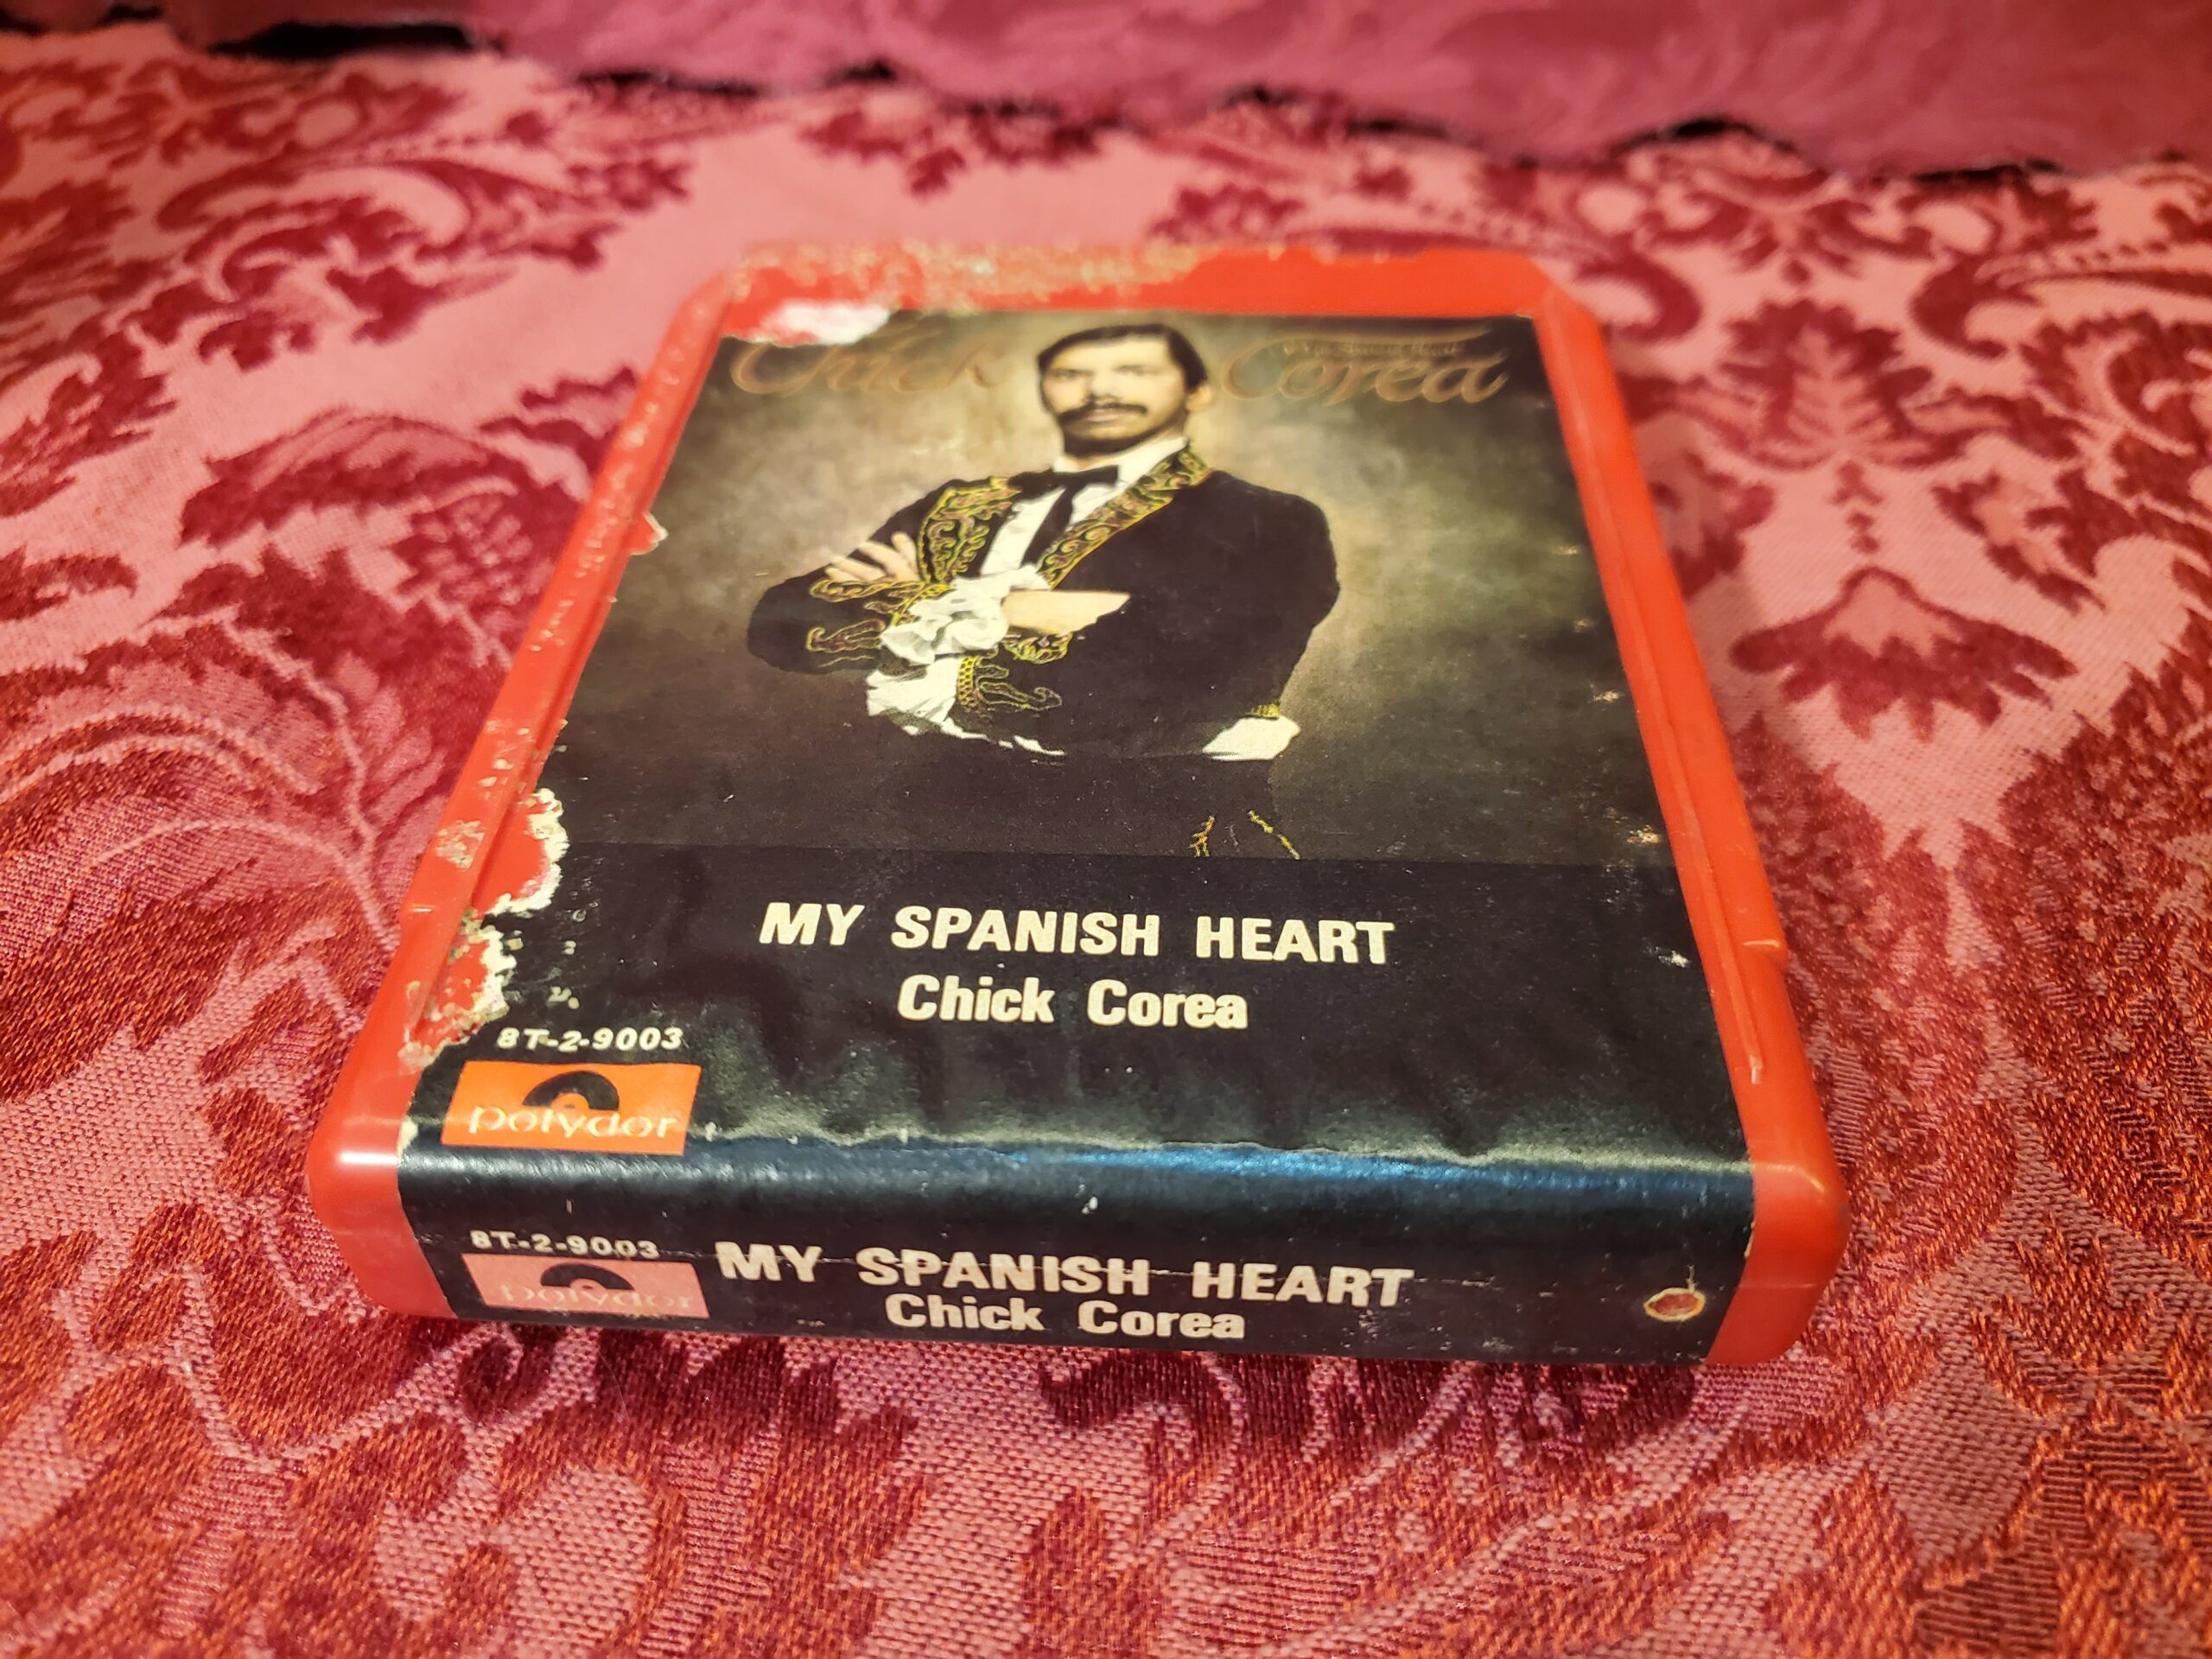 Chick Corea
MY SPANISH HEART
Chick Corea
8T-2-9003
polydor
8T-2-9003
polydor
MY SPANISH HEART
Chick Corea